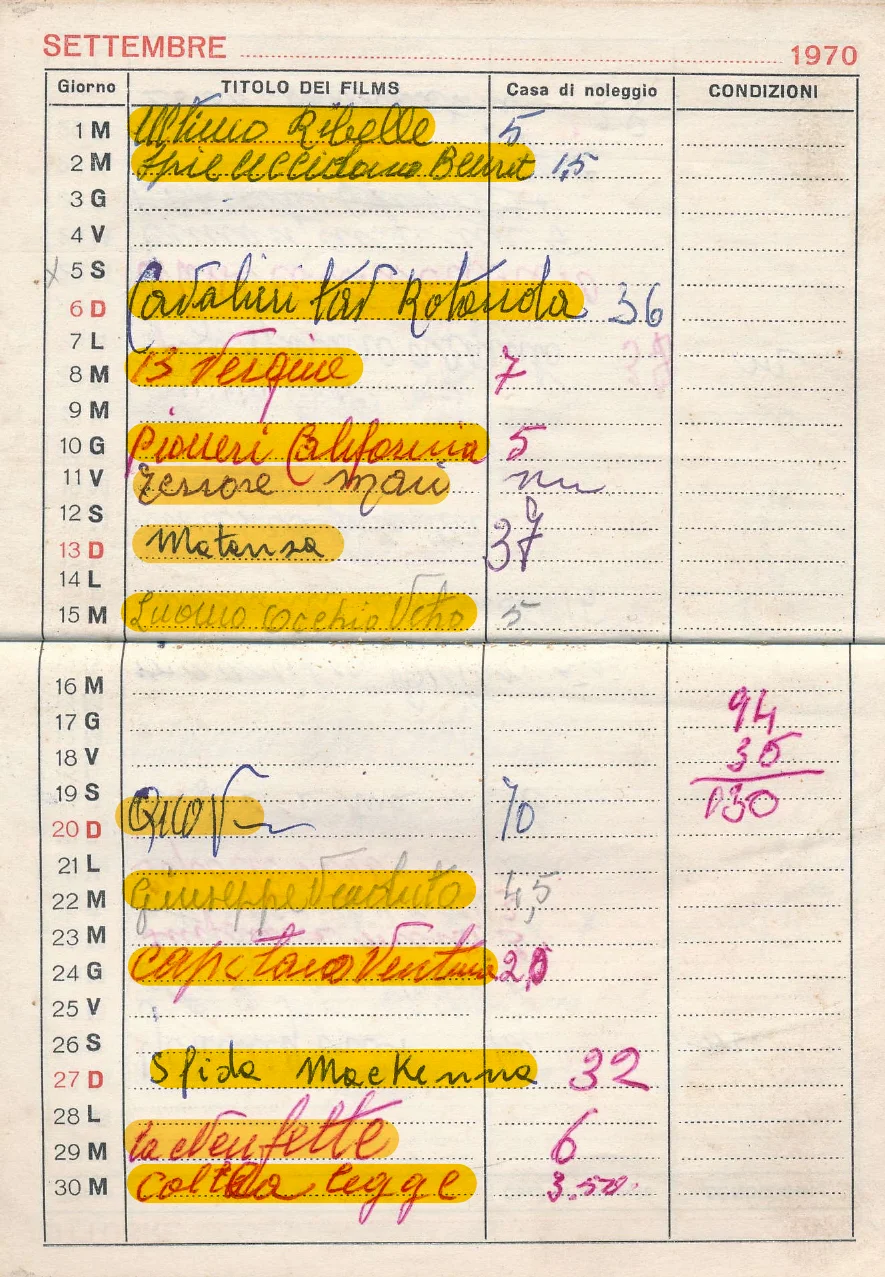 SETTEMBRE 1970
Giorno TITOLO DEI FILMS Casa di noleggio CONDIZIONI
1 M Ultimo Ribelle 5
2 M Spie uccidono 1,5
3 G
4 V
5 S
6 D Cavalieri tav Rotonda 36
7 L
8 M 13 Vergine 7
9 M
10 G Pionieri California 5
11 V Terrore Mari
12 S
13 D Matanza 37
14 L
15 M L'uomo Occhio Vetro 5
16 M
17 G 94
18 V 35
19 S 130
20 D 70
21 L
22 M Giuseppe Venduto 4,5
23 M
24 G Capitano Ventura
25 V
26 S
27 D Sfida MacKenna 32
28 L
29 M la 6
30 M Colt la legge 3.50